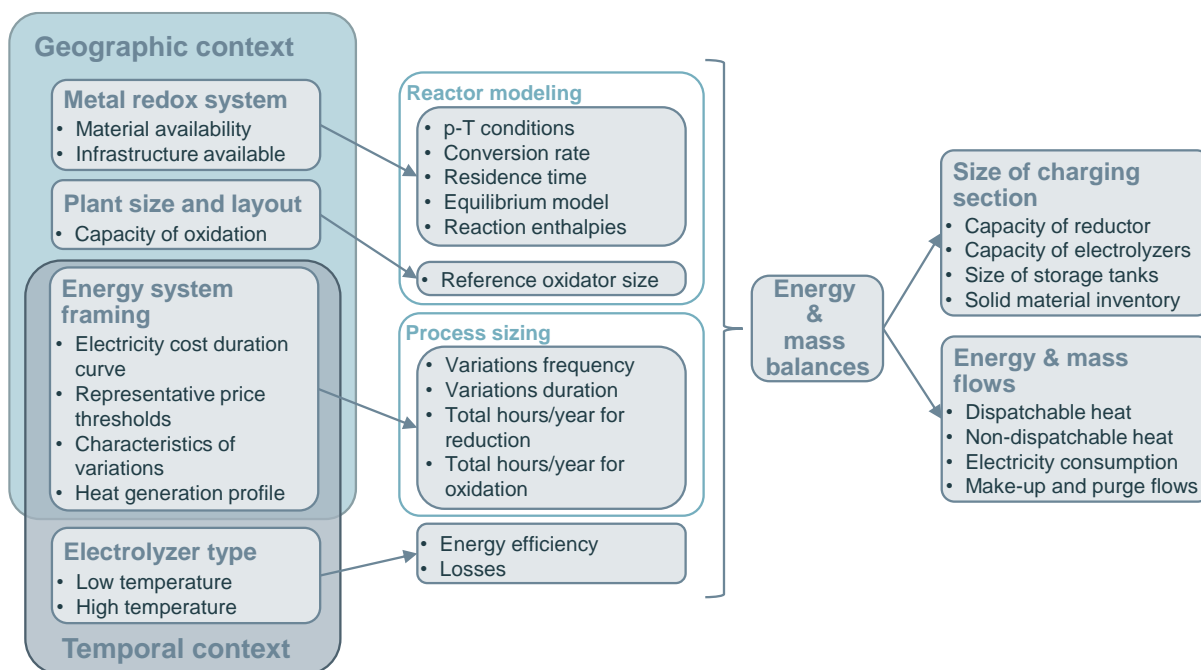 Geographic context
Metal redox system
• Material availability
• Infrastructure available
Plant size and layout
• Capacity of oxidation
Energy system
framing
• Electricity cost duration
curve
• Representative price
thresholds
• Characteristics of
variations
• Heat generation profile
Electrolyzer type
• Low temperature
• High temperature
Temporal context
Reactor modeling
• p-T conditions
• Conversion rate
• Residence time
• Equilibrium model
• Reaction enthalpies
• Reference oxidator size
Process sizing
• Variations frequency
• Variations duration
• Total hours/year for
reduction
• Total hours/year for
oxidation
• Energy efficiency
• Losses
Energy
&
mass
balances
Size of charging
section
• Capacity of reductor
• Capacity of electrolyzers
• Size of storage tanks
• Solid material inventory
Energy & mass
flows
• Dispatchable heat
• Non-dispatchable heat
• Electricity consumption
• Make-up and purge flows